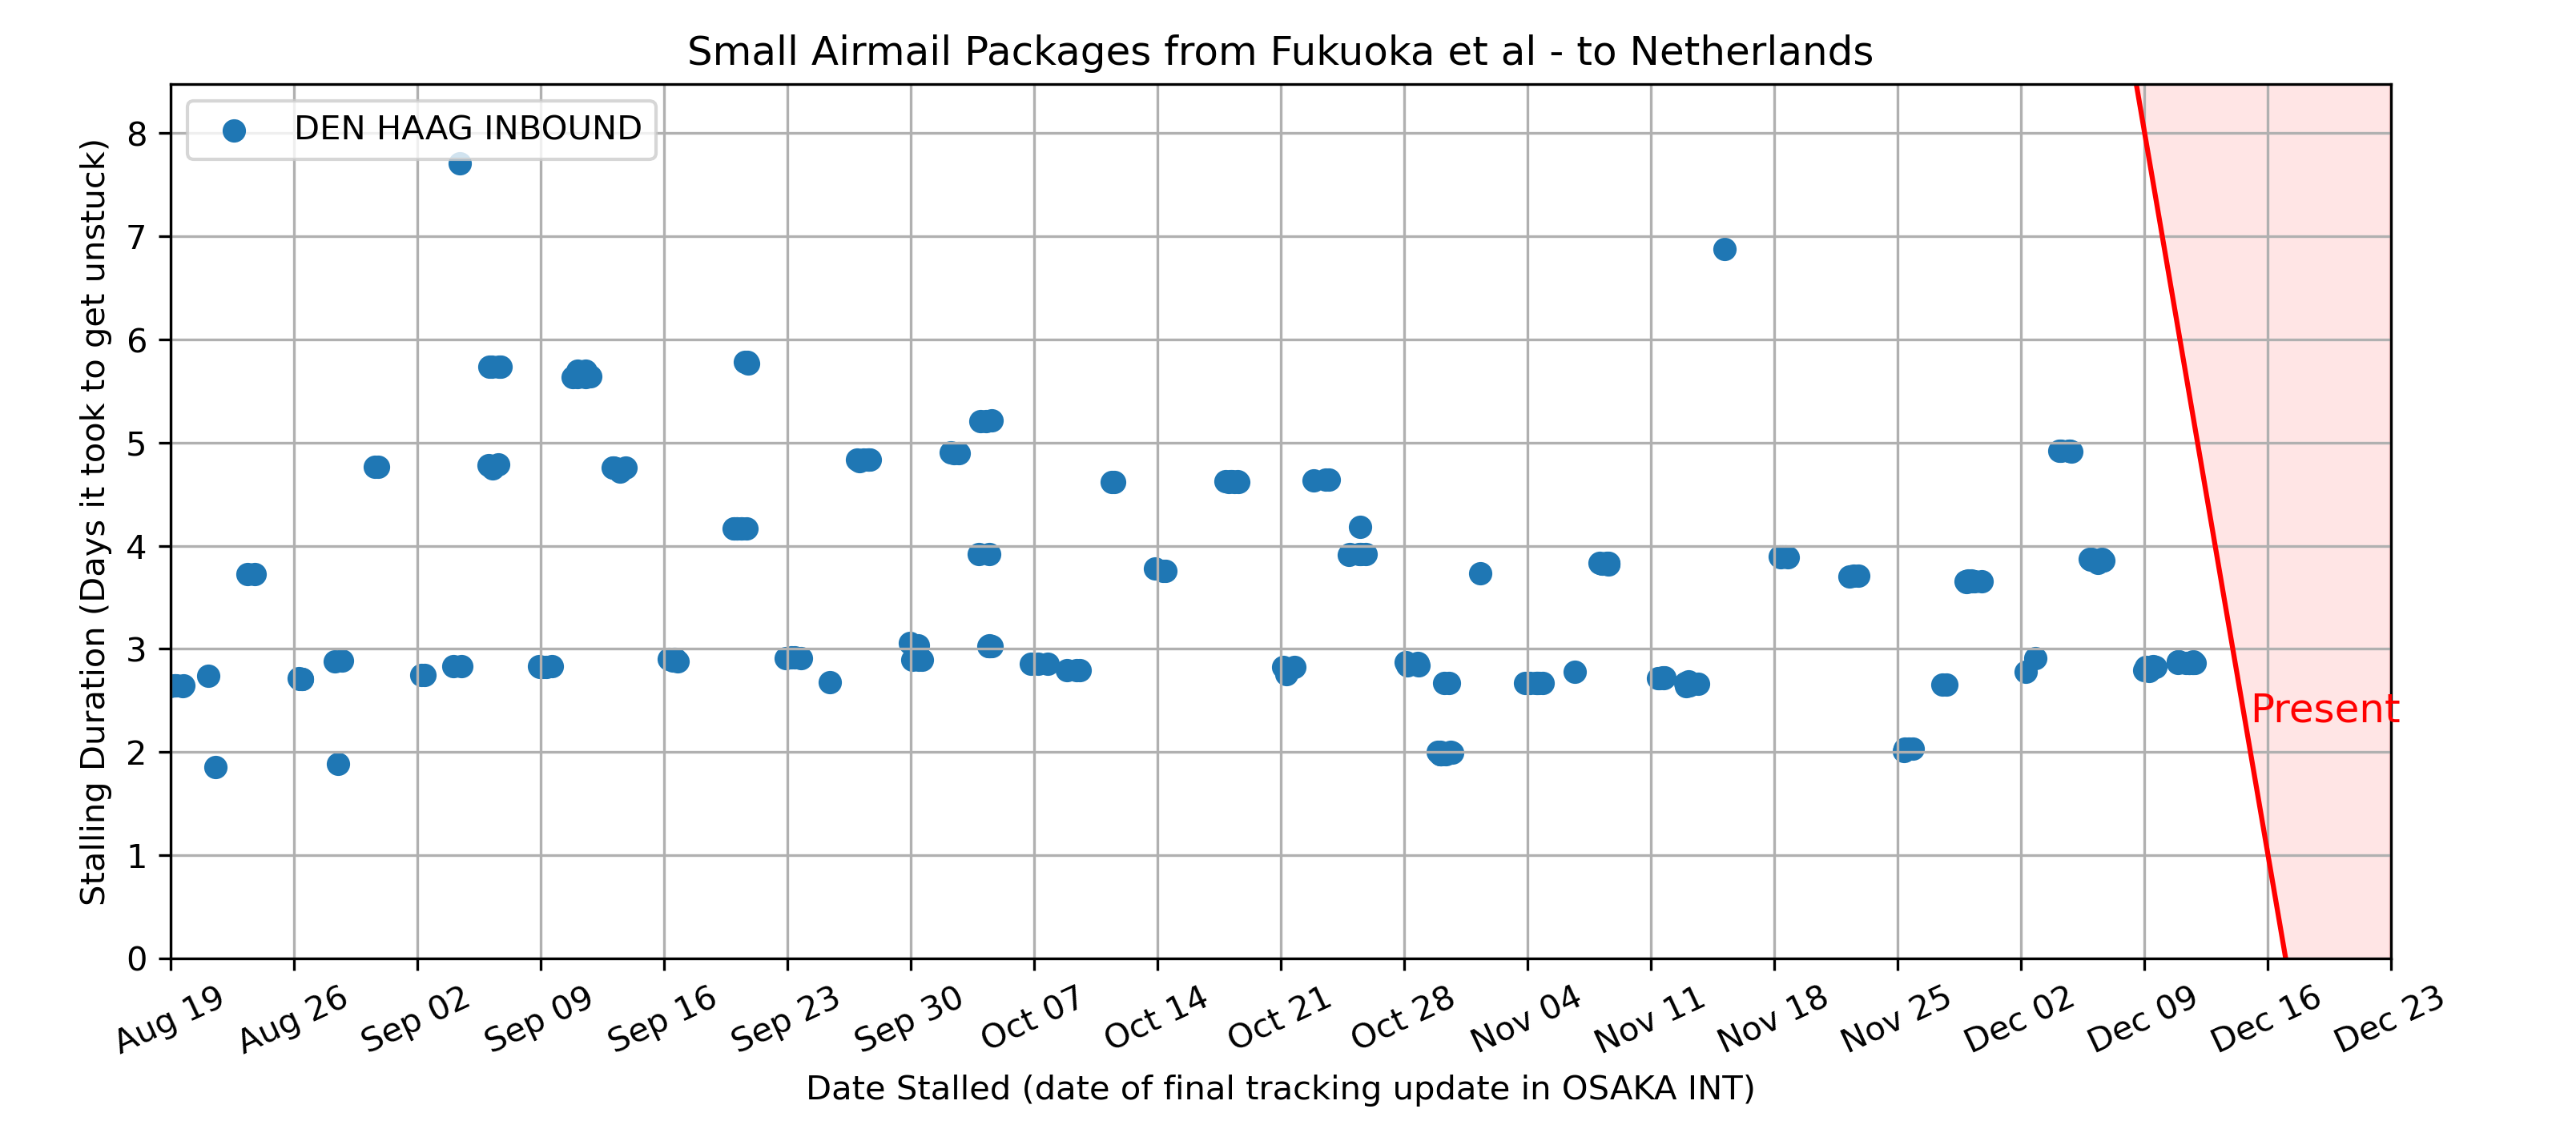 Small Airmail Packages from Fukuoka et al - to Netherlands
DEN HAAG INBOUND
Stalling Duration (Days it took to get unstuck)
8
7
6
5
4
3
2
1
0
Present
Aug 19 Aug 26 Sep 02 Sep 09 Sep 16 Sep 23 Sep 30 Oct 07 Oct 14 Oct 21 Oct 28 Nov 04 Nov 11 Nov 18 Nov 25 Dec 02 Dec 09 Dec 16 Dec 23
Date Stalled (date of final tracking update in OSAKA INT)